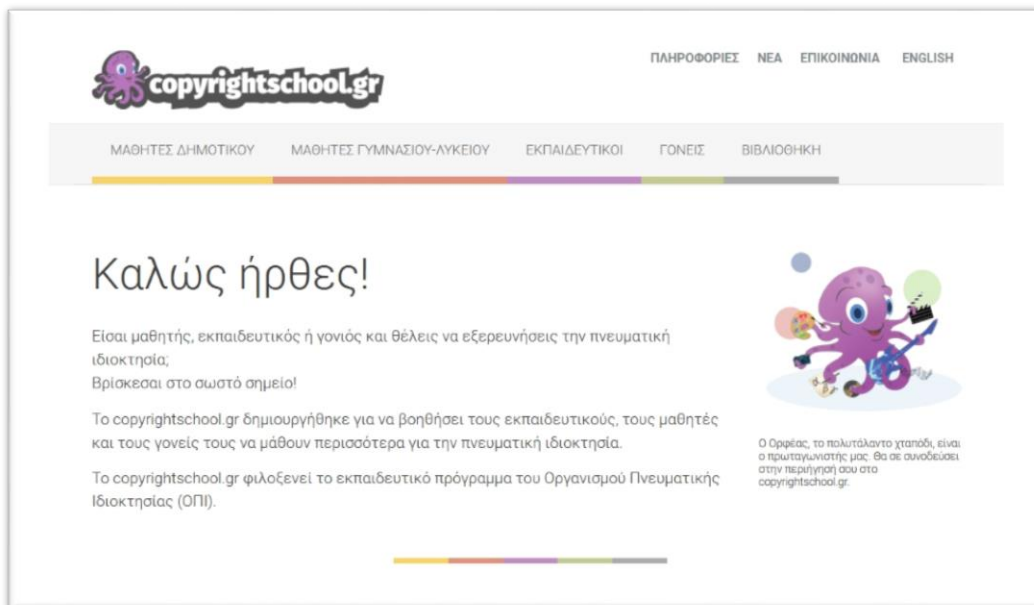 copyrightschool.gr
ΠΛΗΡΟΦΟΡΙΕΣ ΝΕΑ ΕΠΙΚΟΙΝΩΝΙΑ ENGLISH
ΜΑΘΗΤΕΣ ΔΗΜΟΤΙΚΟΥ ΜΑΘΗΤΕΣ ΓΥΜΝΑΣΙΟΥ-ΛΥΚΕΙΟΥ ΕΚΠΑΙΔΕΥΤΙΚΟΙ ΓΟΝΕΙΣ ΒΙΒΛΙΟΘΗΚΗ
Καλώς ήρθες!
Είσαι μαθητής, εκπαιδευτικός ή γονιός και θέλεις να εξερευνήσεις την πνευματική
ιδιοκτησία;
Βρίσκεσαι στο σωστό σημείο!
Το copyrightschool.gr δημιουργήθηκε για να βοηθήσει τους εκπαιδευτικούς, τους μαθητές
και τους γονείς τους να μάθουν περισσότερα για την πνευματική ιδιοκτησία.
Το copyrightschool.gr φιλοξενεί το εκπαιδευτικό πρόγραμμα του Οργανισμού Πνευματικής
Ιδιοκτησίας (ΟΠΙ).
Ο Ορφέας, το πολυτάλαντο χταπόδι, είναι
ο πρωταγωνιστής μας. Θα σε συνοδεύσει
στην περιήγησή σου στο
copyrightschool.gr.